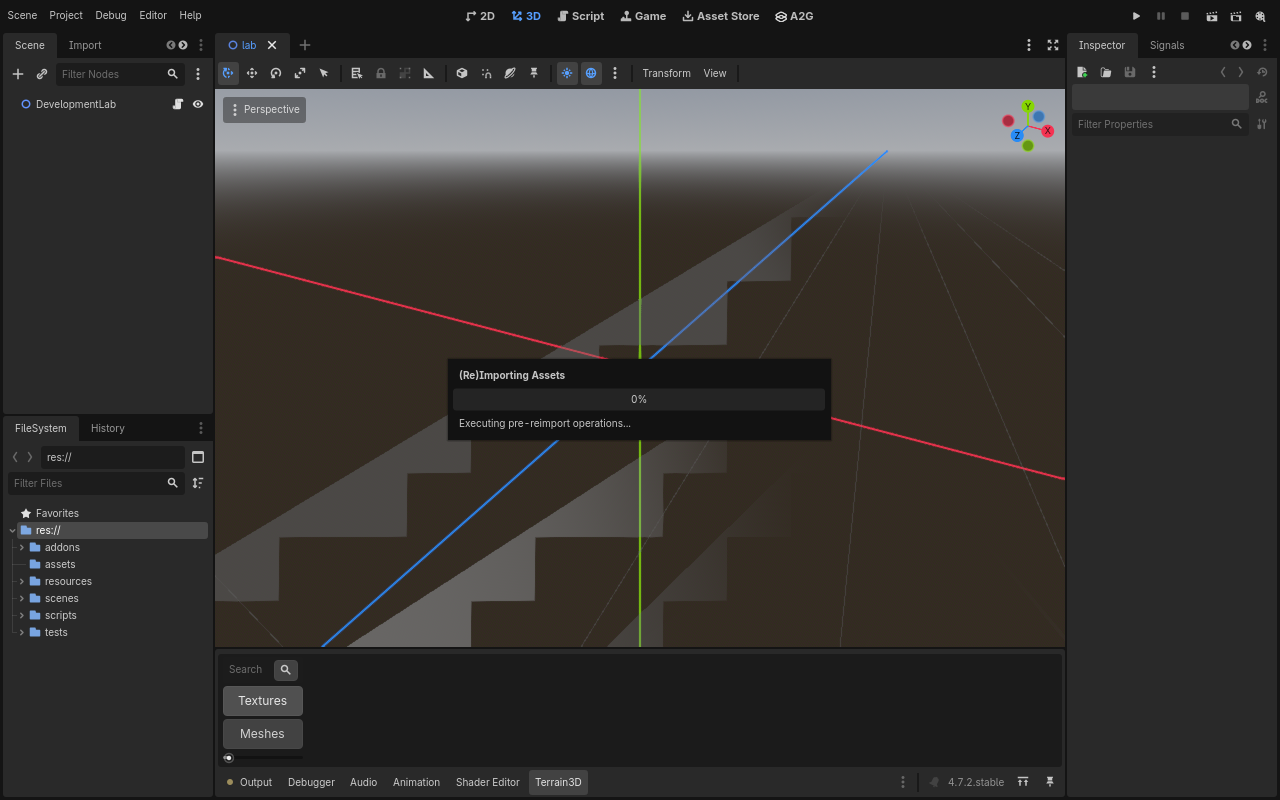 Scene Project Debug Editor Help
2D 3D Script Game Asset Store A2G
Scene Import
lab
Inspector Signals
Filter Nodes
Transform View
DevelopmentLab
Perspective
Y
X
Z
Filter Properties
(Re)Importing Assets
0%
Executing pre-reimport operations...
FileSystem History
res://
Filter Files
Favorites
res://
addons
assets
resources
scenes
scripts
tests
Search
Textures
Meshes
Output Debugger Audio Animation Shader Editor Terrain3D
4.7.2.stable